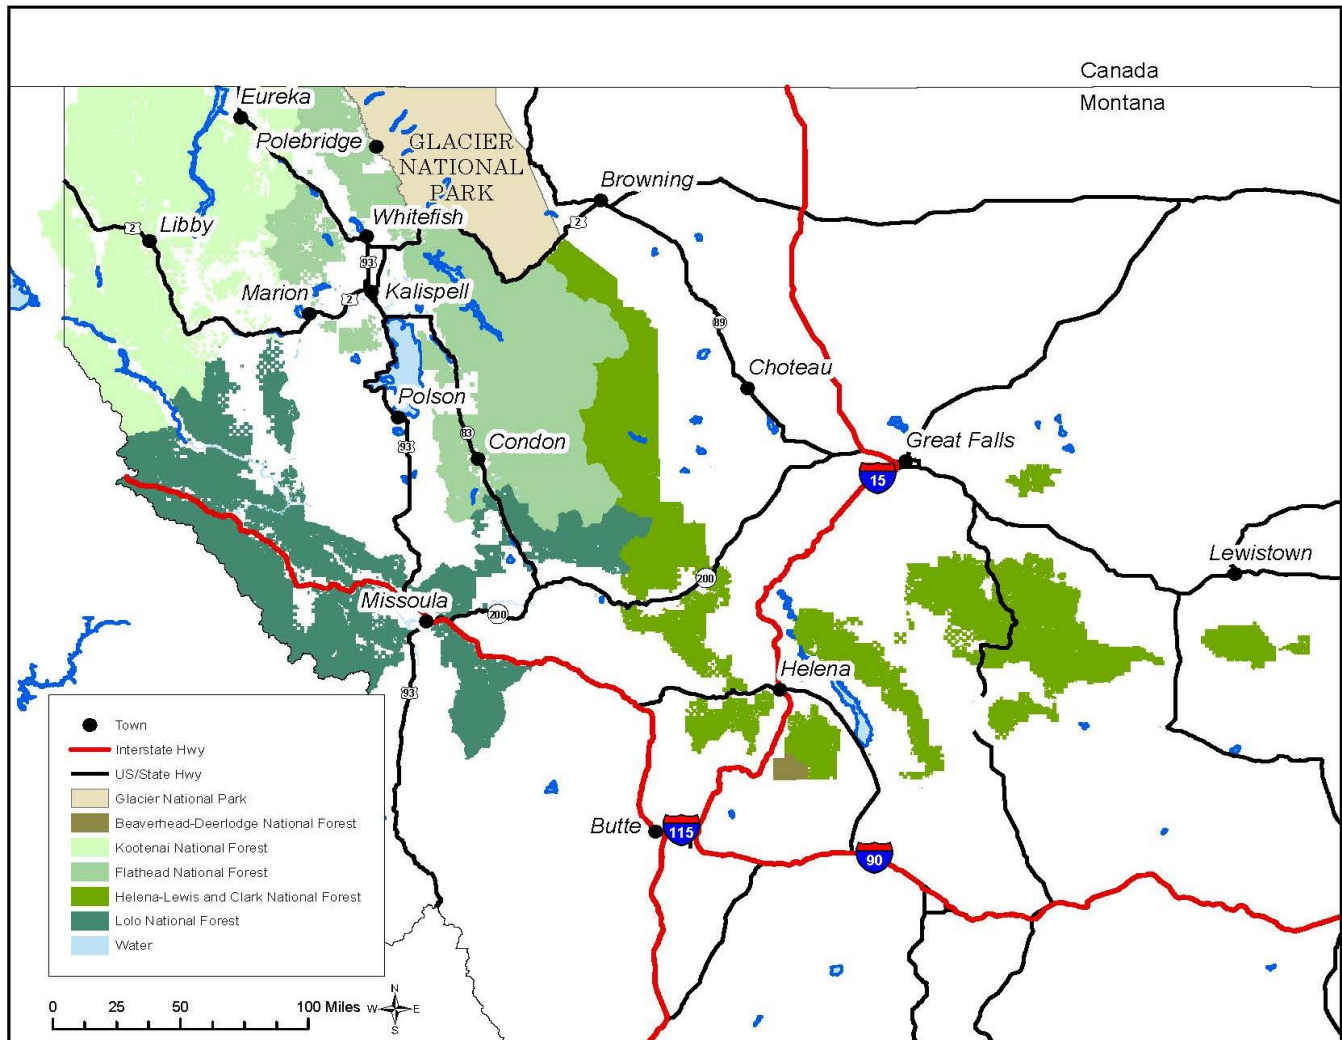 Canada
Montana
Eureka
Polebridge
GLACIER
NATIONAL
PARK
Browning
Whitefish
2
Libby
2
93
Marion
2
Kalispell
89
Choteau
Polson
93
83
Condon
Great Falls
15
Lewistown
200
Missoula
200
Helena
93
Butte
115
90
Town
Interstate Hwy
US/State Hwy
Glacier National Park
Beaverhead-Deerlodge National Forest
Kootenai National Forest
Flathead National Forest
Helena-Lewis and Clark National Forest
Lolo National Forest
Water
0 25 50 100 Miles
N
W E
S